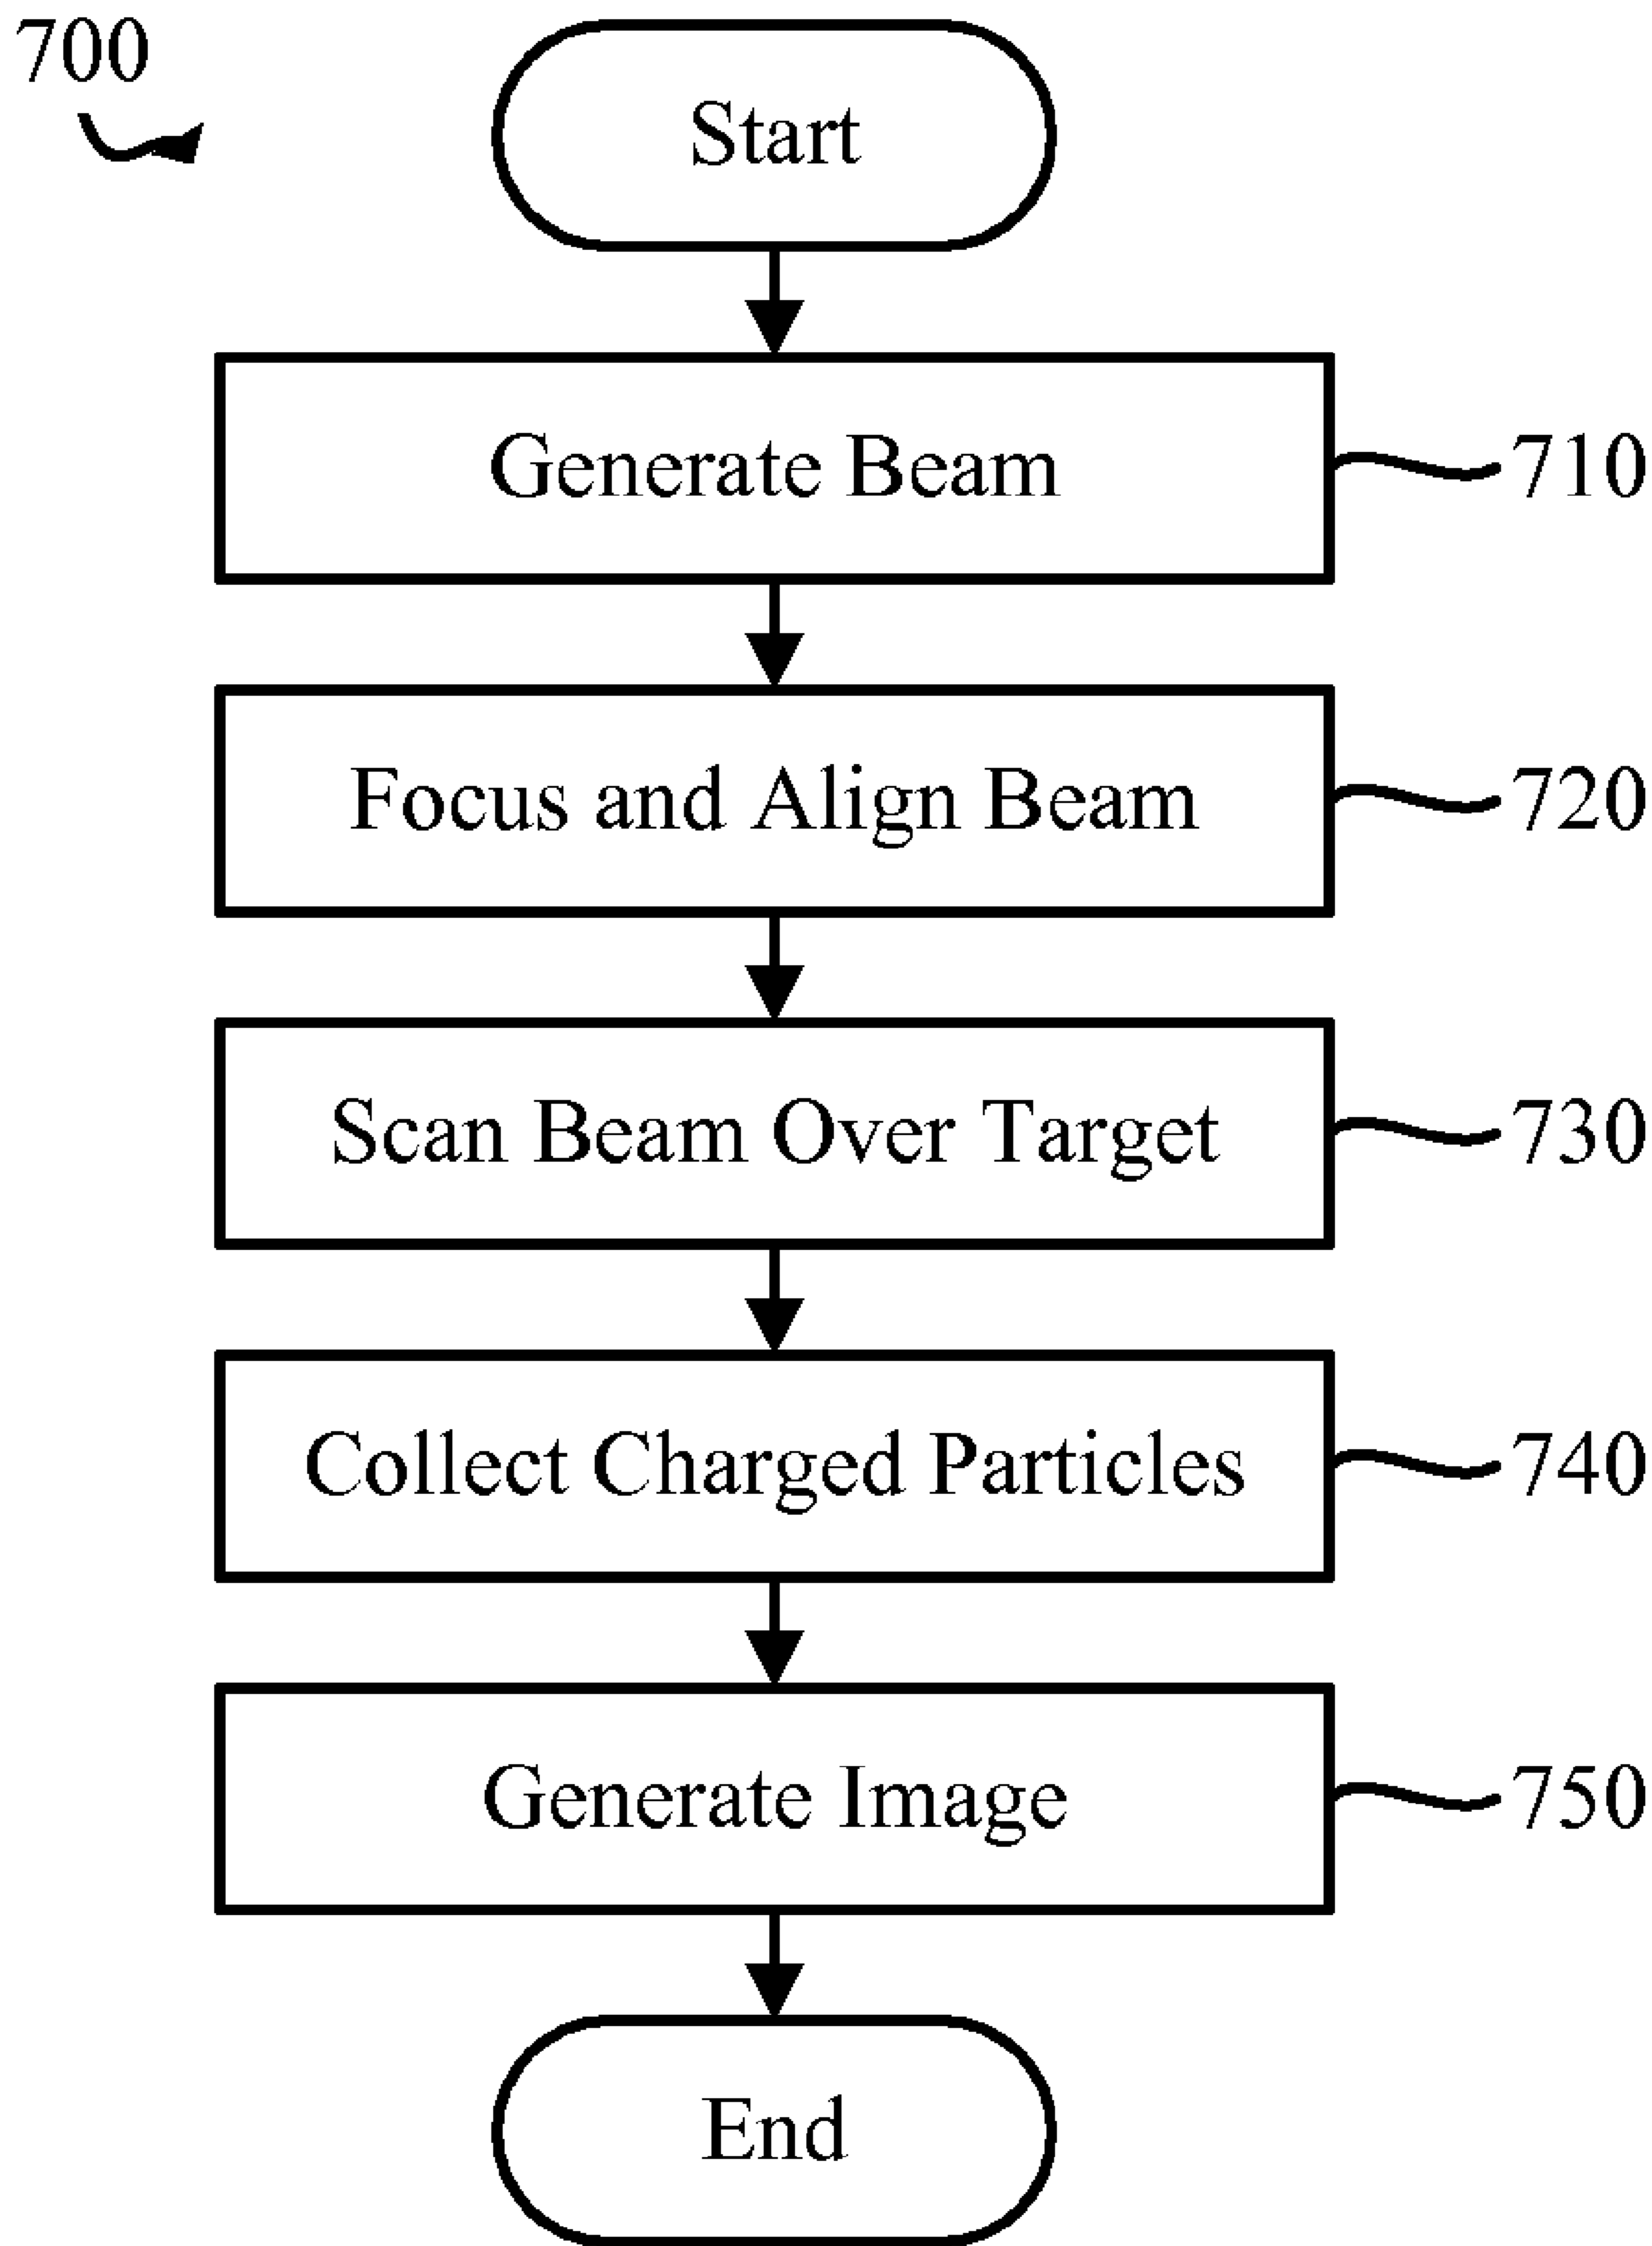 700
Start
Generate Beam
710
Focus and Align Beam
720
Scan Beam Over Target
730
Collect Charged Particles
740
Generate Image
750
End